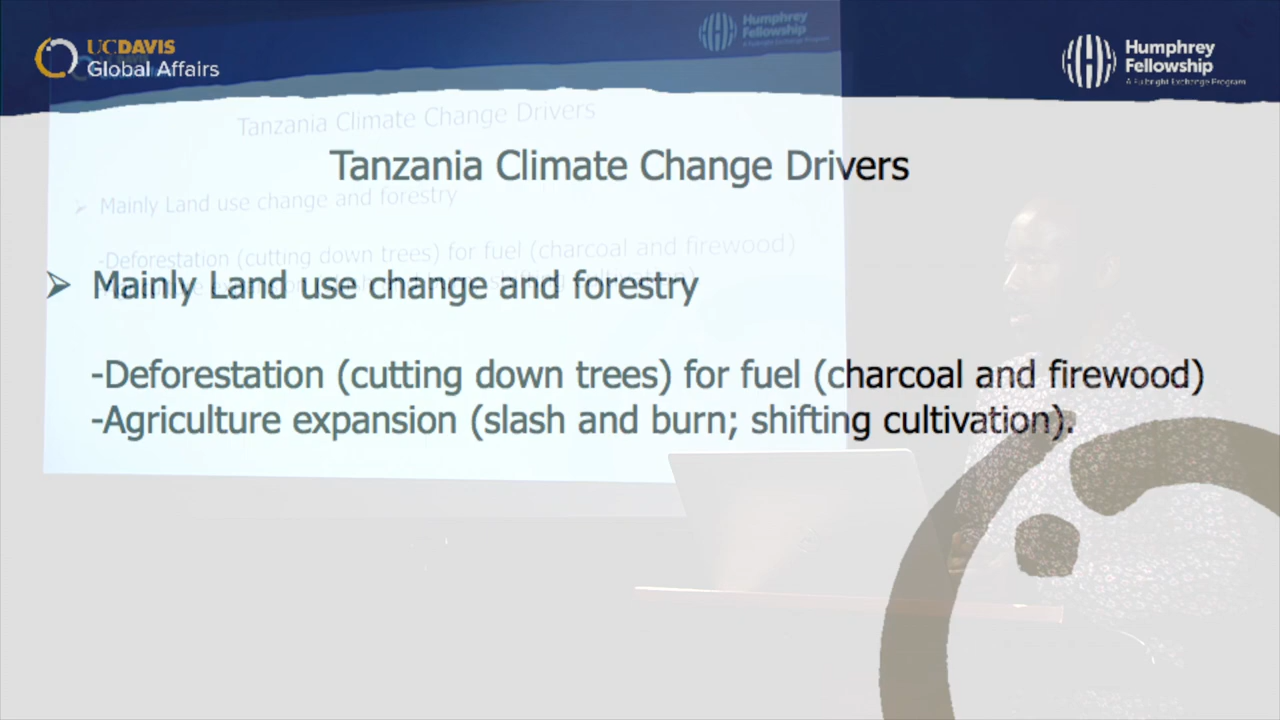 UCDAVIS
Global Affairs
Humphrey
Fellowship
A Fulbright Exchange Program
Humphrey
Fellowship
A Fulbright Exchange Program
Tanzania Climate Change Drivers
Tanzania Climate Change Drivers
➢ Mainly Land use change and forestry
-Deforestation (cutting down trees) for fuel (charcoal and firewood)
➢ Mainly Land use change and forestry
-Deforestation (cutting down trees) for fuel (charcoal and firewood)
-Agriculture expansion (slash and burn; shifting cultivation).